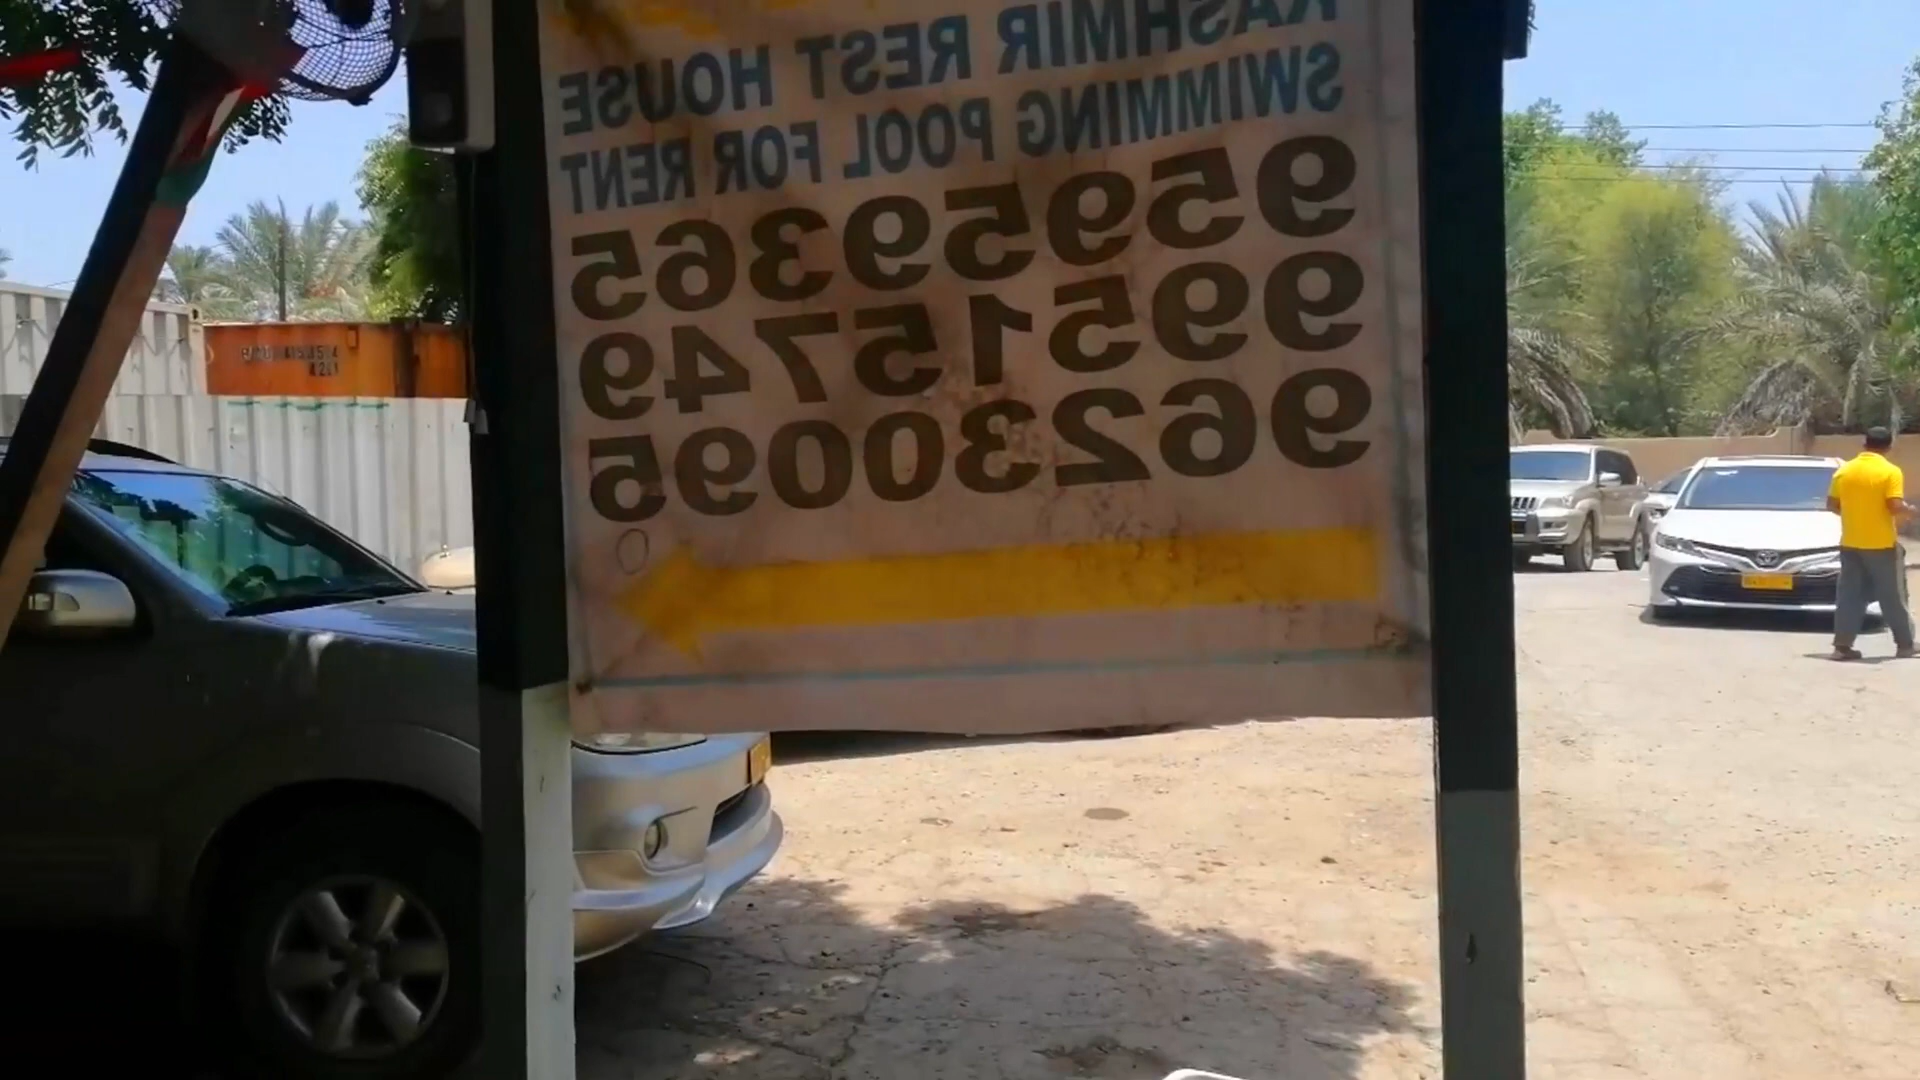 KASHMIR REST HOUSE
SWIMMING POOL FOR RENT
95959365
99515749
96230095